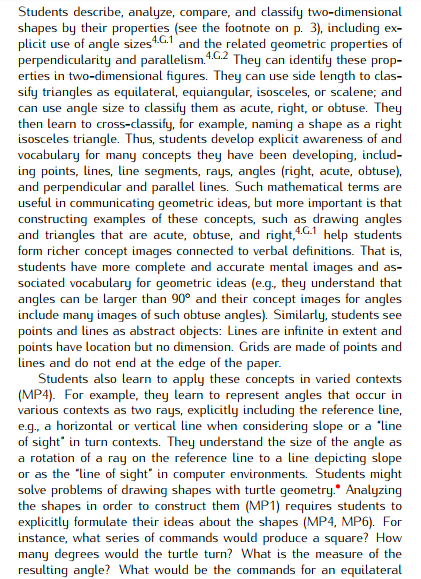 Students describe, analyze, compare, and classify two-dimensional
shapes by their properties (see the footnote on p. 3), including ex-
plicit use of angle sizes4.G.1 and the related geometric properties of
perpendicularity and parallelism.4.G.2 They can identify these prop-
erties in two-dimensional figures. They can use side length to clas-
sify triangles as equilateral, equiangular, isosceles, or scalene; and
can use angle size to classify them as acute, right, or obtuse. They
then learn to cross-classify, for example, naming a shape as a right
isosceles triangle. Thus, students develop explicit awareness of and
vocabulary for many concepts they have been developing, includ-
ing points, lines, line segments, rays, angles (right, acute, obtuse),
and perpendicular and parallel lines. Such mathematical terms are
useful in communicating geometric ideas, but more important is that
constructing examples of these concepts, such as drawing angles
and triangles that are acute, obtuse, and right,4.G.1 help students
form richer concept images connected to verbal definitions. That is,
students have more complete and accurate mental images and as-
sociated vocabulary for geometric ideas (e.g., they understand that
angles can be larger than 90° and their concept images for angles
include many images of such obtuse angles). Similarly, students see
points and lines as abstract objects: Lines are infinite in extent and
points have location but no dimension. Grids are made of points and
lines and do not end at the edge of the paper.
Students also learn to apply these concepts in varied contexts
(MP4). For example, they learn to represent angles that occur in
various contexts as two rays, explicitly including the reference line,
e.g., a horizontal or vertical line when considering slope or a "line
of sight" in turn contexts. They understand the size of the angle as
a rotation of a ray on the reference line to a line depicting slope
or as the "line of sight" in computer environments. Students might
solve problems of drawing shapes with turtle geometry.• Analyzing
the shapes in order to construct them (MP1) requires students to
explicitly formulate their ideas about the shapes (MP4, MP6). For
instance, what series of commands would produce a square? How
many degrees would the turtle turn? What is the measure of the
resulting angle? What would be the commands for an equilateral